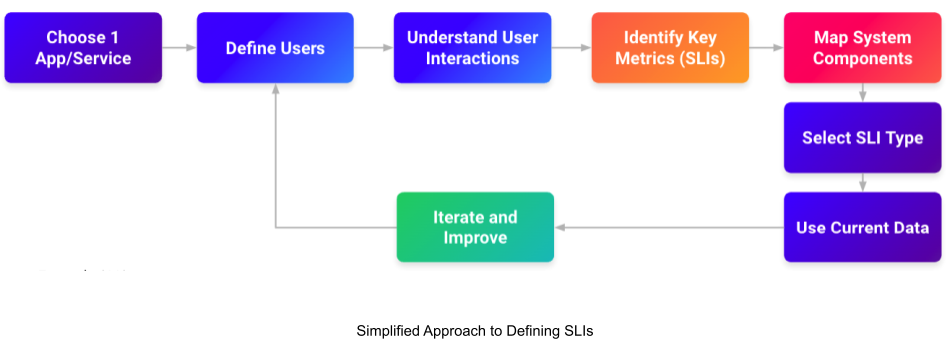 Choose 1
App/Service
Define Users
Understand User
Interactions
Identify Key
Metrics (SLIs)
Map System
Components
Select SLI Type
Use Current Data
Iterate and
Improve
Simplified Approach to Defining SLIs